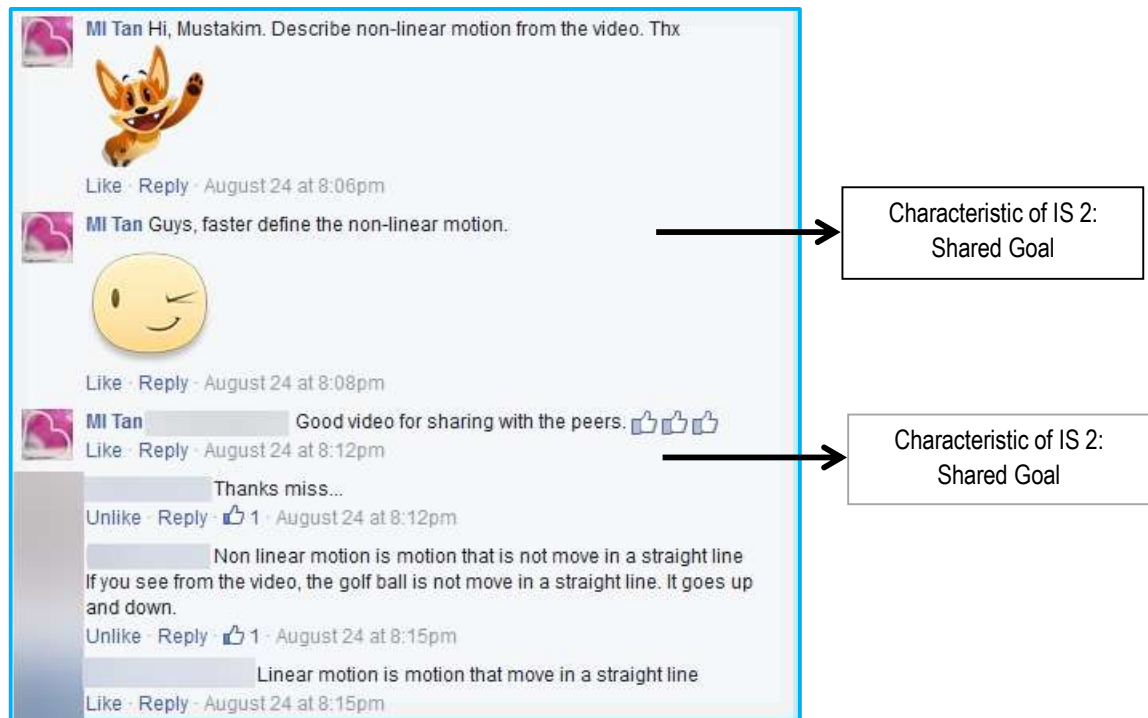 MI Tan Hi, Mustakim. Describe non-linear motion from the video. Thx
Like · Reply · August 24 at 8:06pm
MI Tan Guys, faster define the non-linear motion.
Like · Reply · August 24 at 8:08pm
MI Tan Good video for sharing with the peers.
Like · Reply · August 24 at 8:12pm
Thanks miss...
Unlike · Reply · 1 · August 24 at 8:12pm
Non linear motion is motion that is not move in a straight line
If you see from the video, the golf ball is not move in a straight line. It goes up
and down.
Unlike · Reply · 1 · August 24 at 8:15pm
Linear motion is motion that move in a straight line
Like · Reply · August 24 at 8:15pm
Characteristic of IS 2:
Shared Goal
Characteristic of IS 2:
Shared Goal